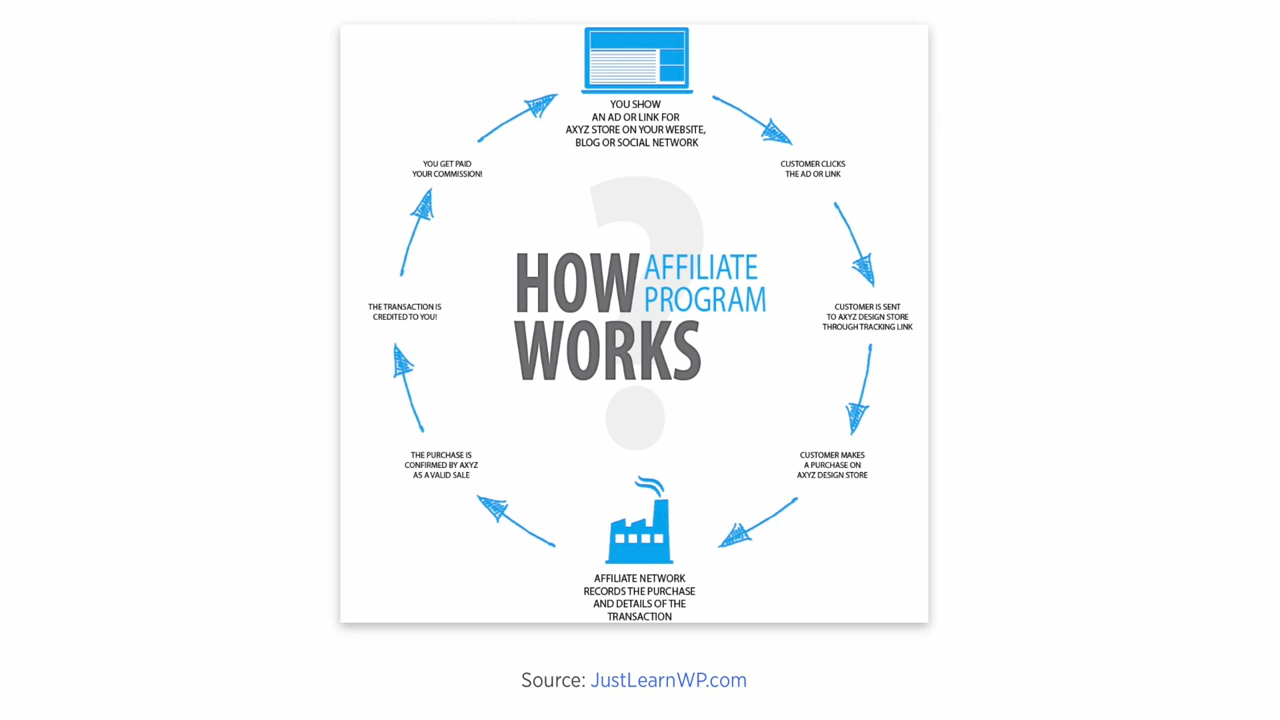 YOU SHOW
AN AD OR LINK FOR
AXYZ STORE ON YOUR WEBSITE,
BLOG OR SOCIAL NETWORK
CUSTOMER CLICKS
THE AD OR LINK
CUSTOMER IS SENT
TO AXYZ DESIGN STORE
THROUGH TRACKING LINK
CUSTOMER MAKES
A PURCHASE ON
AXYZ DESIGN STORE
AFFILIATE NETWORK
RECORDS THE PURCHASE
AND DETAILS OF THE
TRANSACTION
THE PURCHASE IS
CONFIRMED BY AXYZ
AS A VALID SALE
THE TRANSACTION IS
CREDITED TO YOU!
YOU GET PAID
YOUR COMMISSION!
HOW AFFILIATE
PROGRAM
WORKS
?
Source: JustLearnWP.com